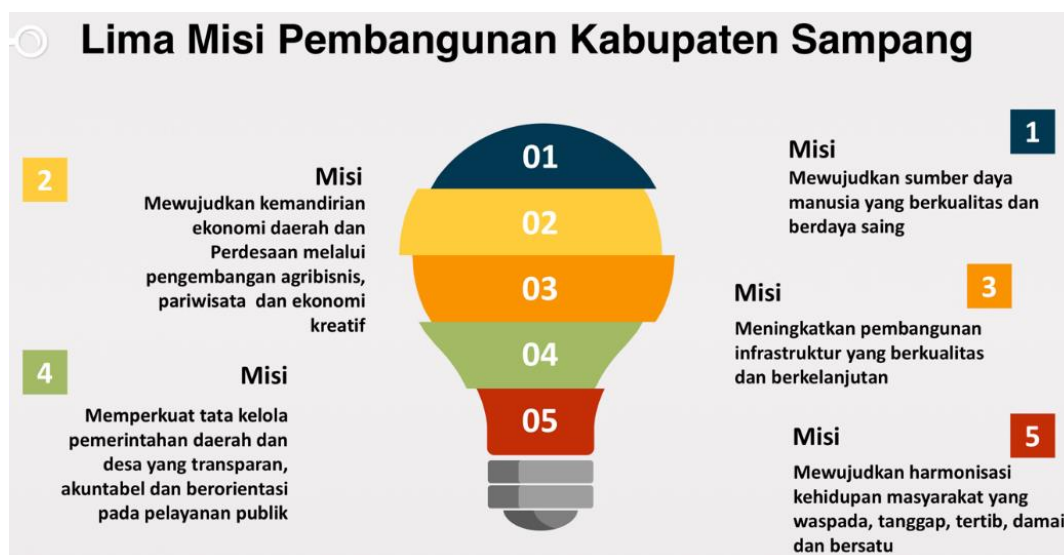 Lima Misi Pembangunan Kabupaten Sampang
1
Misi
Mewujudkan sumber daya
manusia yang berkualitas dan
berdaya saing
2
Misi
Mewujudkan kemandirian
ekonomi daerah dan
Perdesaan melalui
pengembangan agribisnis,
pariwisata dan ekonomi
kreatif
3
Misi
Meningkatkan pembangunan
infrastruktur yang berkualitas
dan berkelanjutan
4
Misi
Memperkuat tata kelola
pemerintahan daerah dan
desa yang transparan,
akuntabel dan berorientasi
pada pelayanan publik
5
Misi
Mewujudkan harmonisasi
kehidupan masyarakat yang
waspada, tanggap, tertib, damai
dan bersatu
01
02
03
04
05